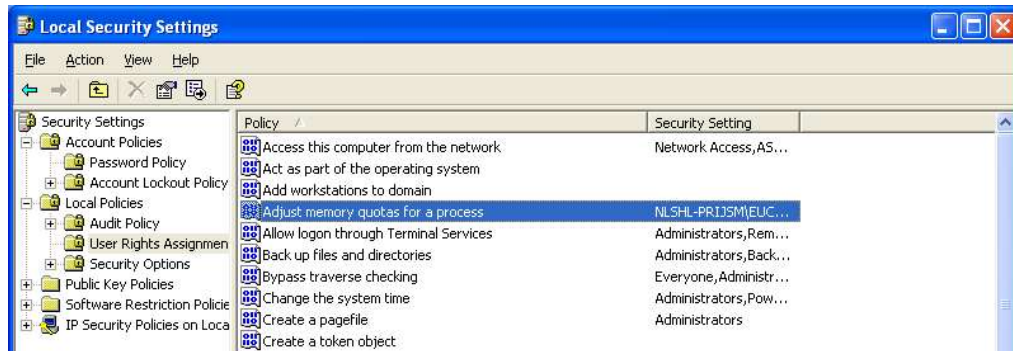 Local Security Settings
File Action View Help
Security Settings
Account Policies
Password Policy
Account Lockout Policy
Local Policies
Audit Policy
User Rights Assignmen
Security Options
Public Key Policies
Software Restriction Policie
IP Security Policies on Loca
Policy Security Setting
Access this computer from the network Network Access,AS...
Act as part of the operating system
Add workstations to domain
Adjust memory quotas for a process NLSHL-PRIJSM\EUC...
Allow logon through Terminal Services Administrators,Rem...
Back up files and directories Administrators,Back...
Bypass traverse checking Everyone,Administr...
Change the system time Administrators,Pow...
Create a pagefile Administrators
Create a token object